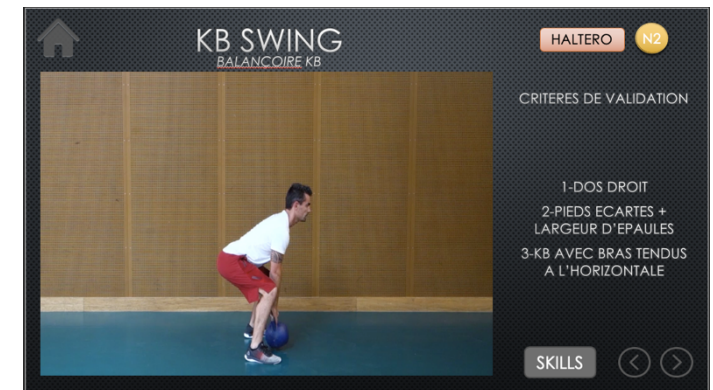 KB SWING
BALANCOIRE KB
HALTERO
N2
CRITERES DE VALIDATION
1-DOS DROIT
2-PIEDS ECARTES +
LARGEUR D'EPAULES
3-KB AVEC BRAS TENDUS
A L'HORIZONTALE
SKILLS